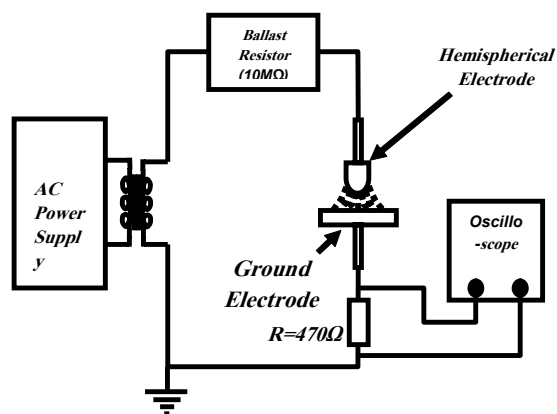 Ballast
Resistor
(10MΩ)
Hemispherical
Electrode
AC
Power
Suppl
y
Oscillo
-scope
Ground
Electrode
R=470Ω